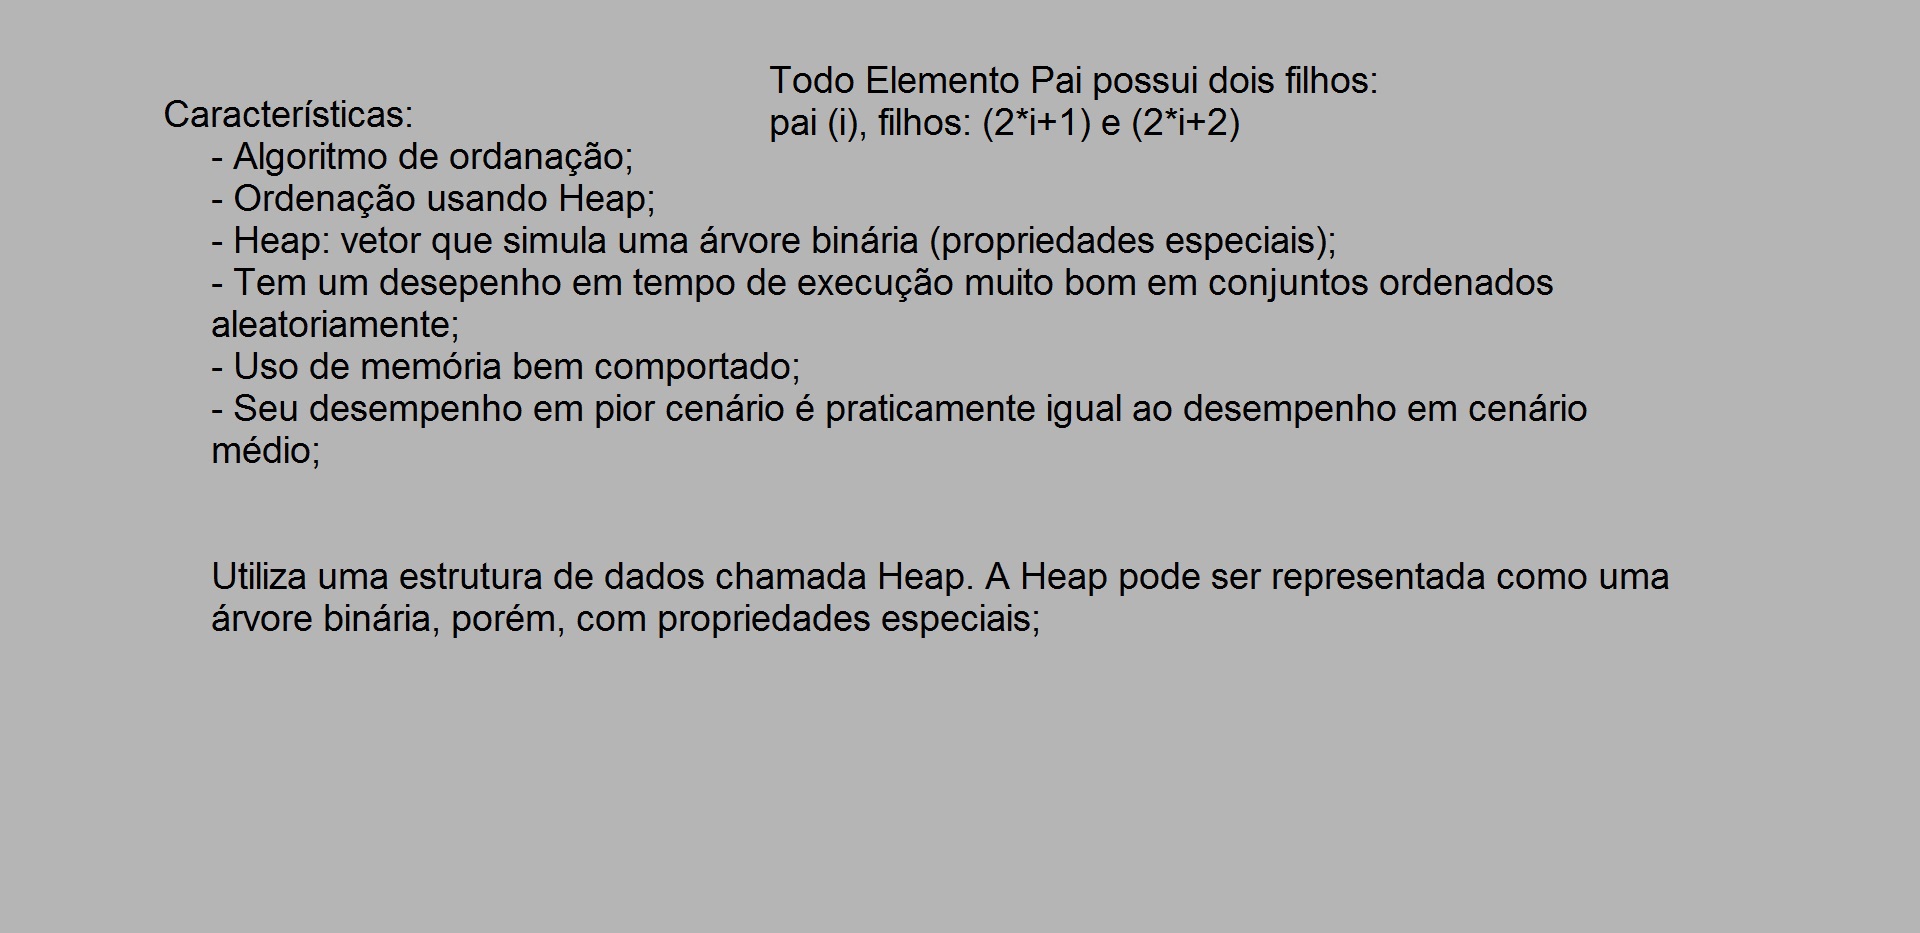 Todo Elemento Pai possui dois filhos:
pai (i), filhos: (2*i+1) e (2*i+2)
Características:
- Algoritmo de ordanação;
- Ordenação usando Heap;
- Heap: vetor que simula uma árvore binária (propriedades especiais);
- Tem um desepenho em tempo de execução muito bom em conjuntos ordenados
aleatoriamente;
- Uso de memória bem comportado;
- Seu desempenho em pior cenário é praticamente igual ao desempenho em cenário
médio;
Utiliza uma estrutura de dados chamada Heap. A Heap pode ser representada como uma
árvore binária, porém, com propriedades especiais;